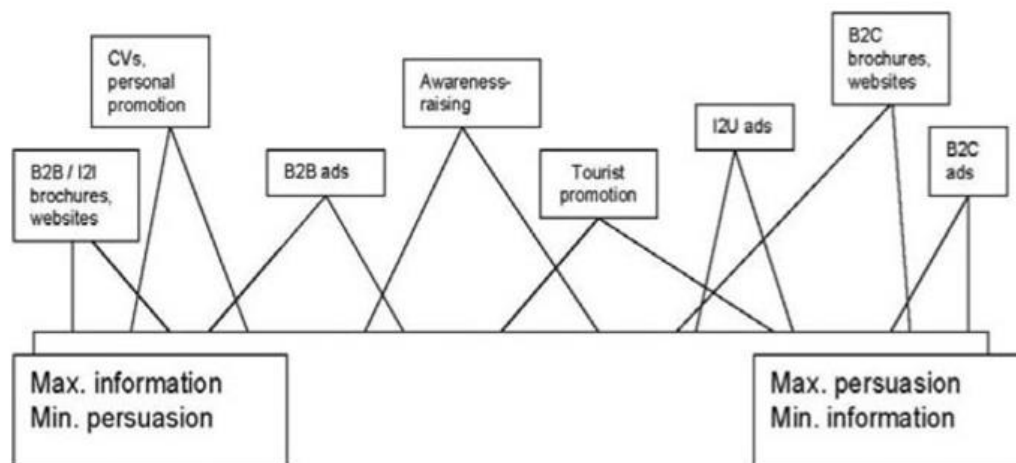 CVs,
personal
promotion
B2B / I2I
brochures,
websites
B2B ads
Awareness-
raising
Tourist
promotion
I2U ads
B2C
brochures,
websites
B2C
ads
Max. information
Min. persuasion
Max. persuasion
Min. information